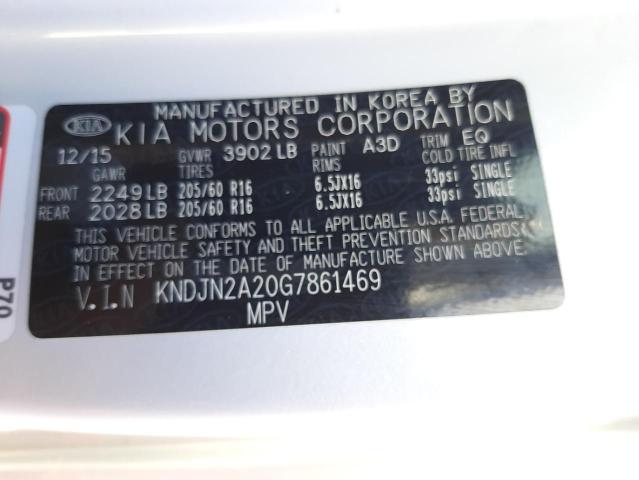 MANUFACTURED IN KOREA BY
KIA KIA MOTORS CORPORATION
12/15 GVWR 3902 LB PAINT A3D TRIM EQ
GAWR TIRES RIMS COLD TIRE INFL
FRONT 2249 LB 205/60 R16 6.5JX16 33psi SINGLE
REAR 2028 LB 205/60 R16 6.5JX16 33psi SINGLE
THIS VEHICLE CONFORMS TO ALL APPLICABLE U.S.A. FEDERAL
MOTOR VEHICLE SAFETY AND THEFT PREVENTION STANDARDS
IN EFFECT ON THE DATE OF MANUFACTURE SHOWN ABOVE.
V.I.N KNDJN2A20G7861469
MPV
P70